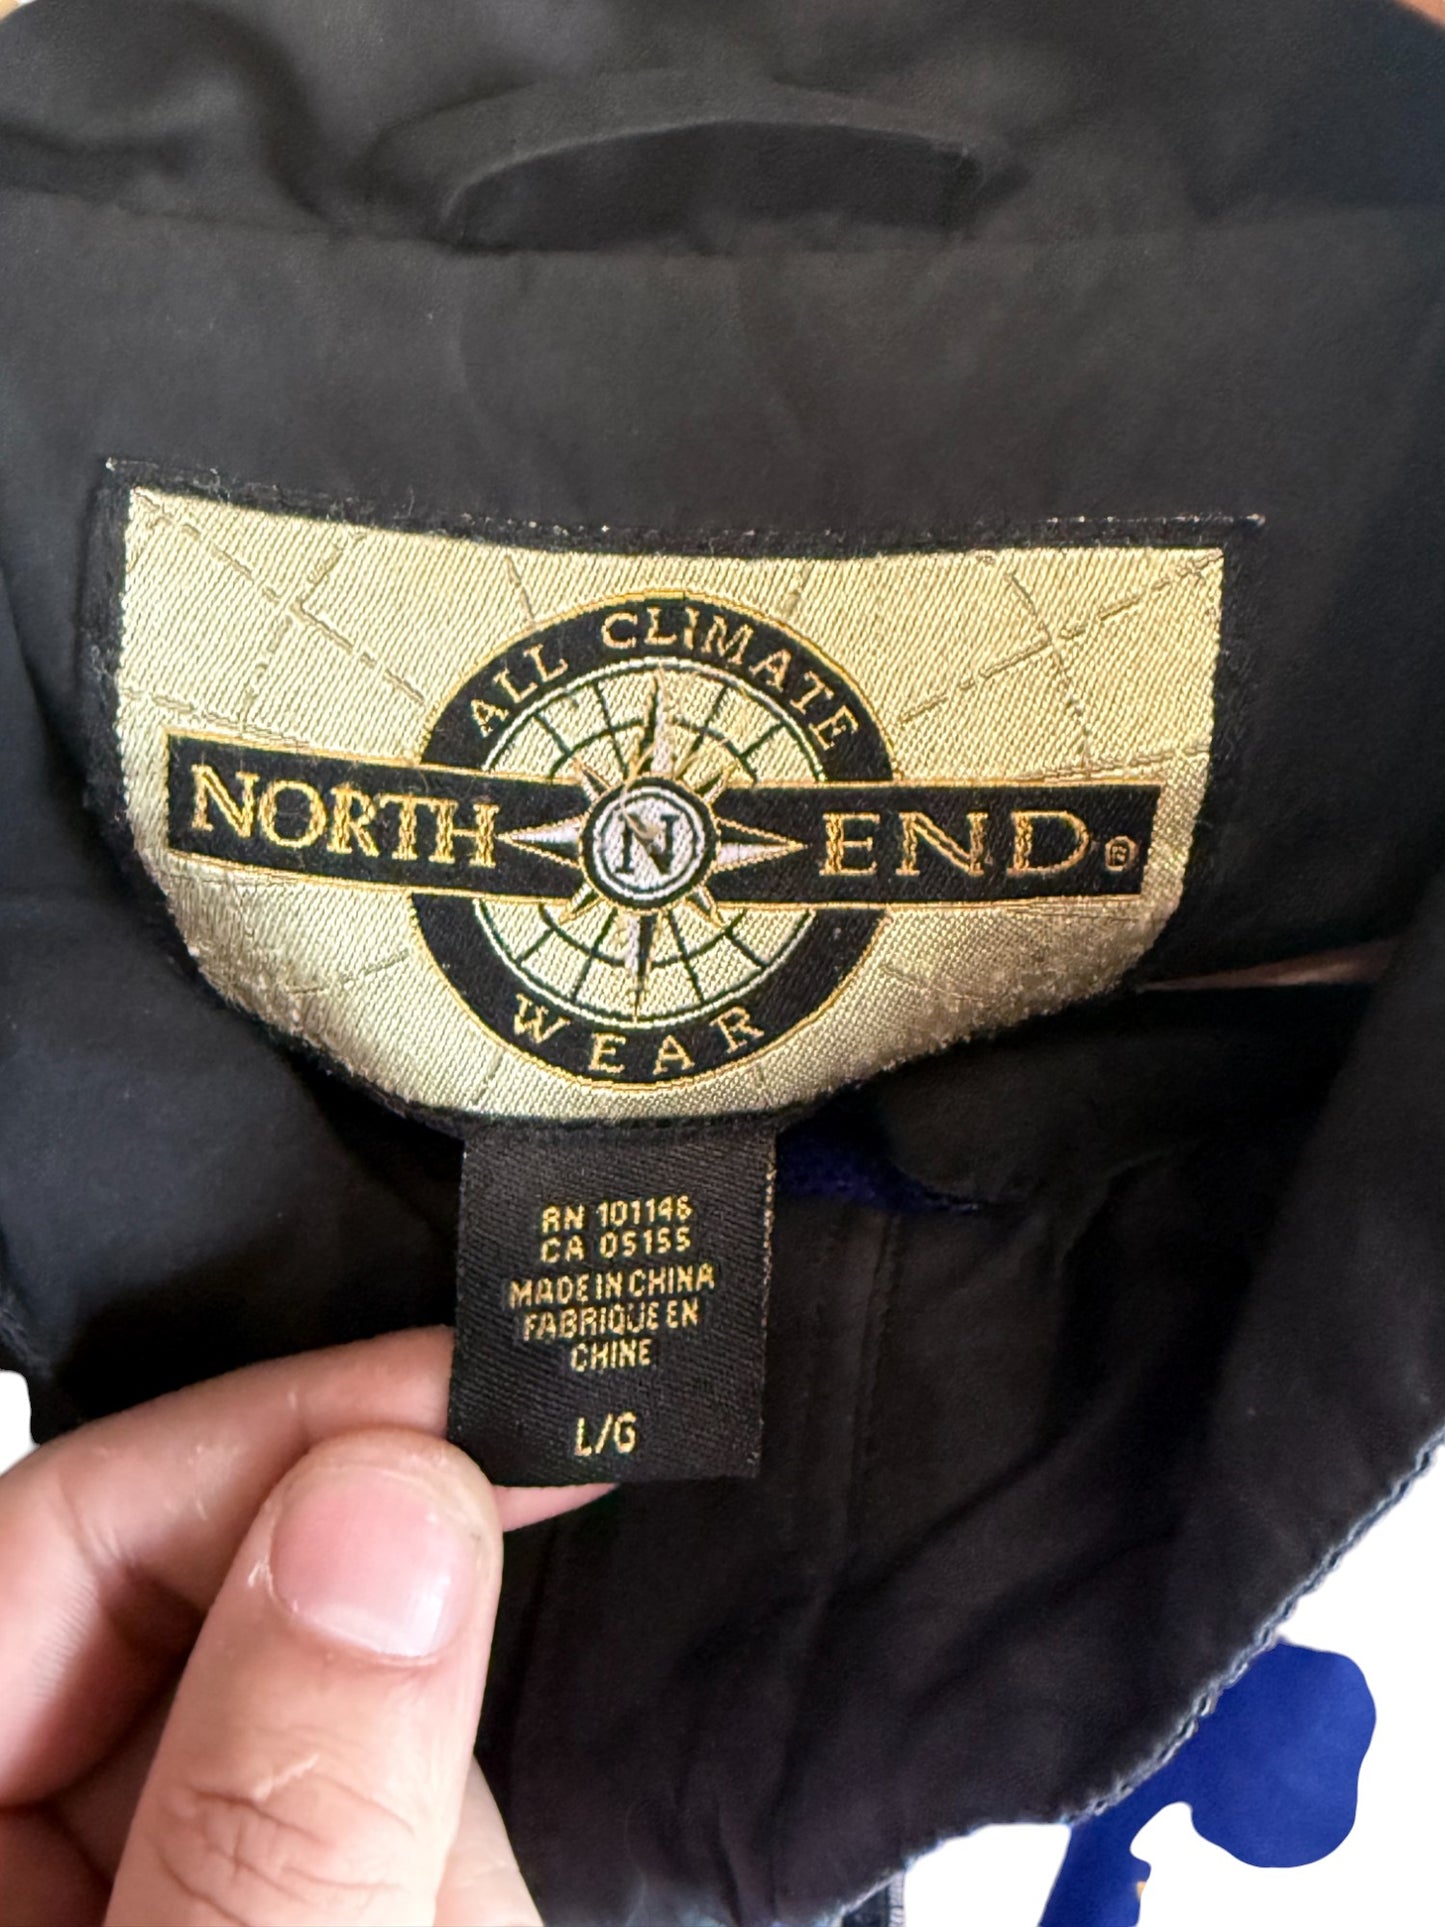 ALL CLIMATE
NORTH N END®
WEAR
RN 101146
CA 05155
MADE IN CHINA
FABRIQUE EN
CHINE
L/G